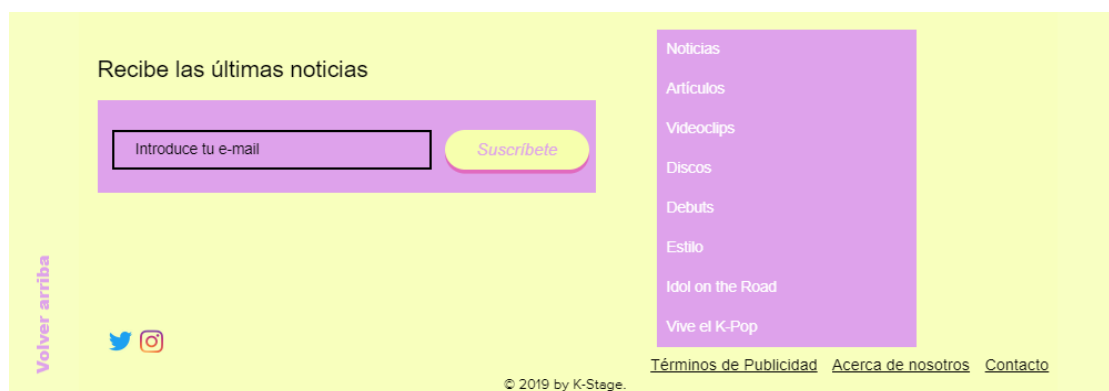 Recibe las últimas noticias
Introduce tu e-mail
Suscríbete
Noticias
Artículos
Videoclips
Discos
Debuts
Estilo
Idol on the Road
Vive el K-Pop
Volver arriba
Términos de Publicidad Acerca de nosotros Contacto
© 2019 by K-Stage.